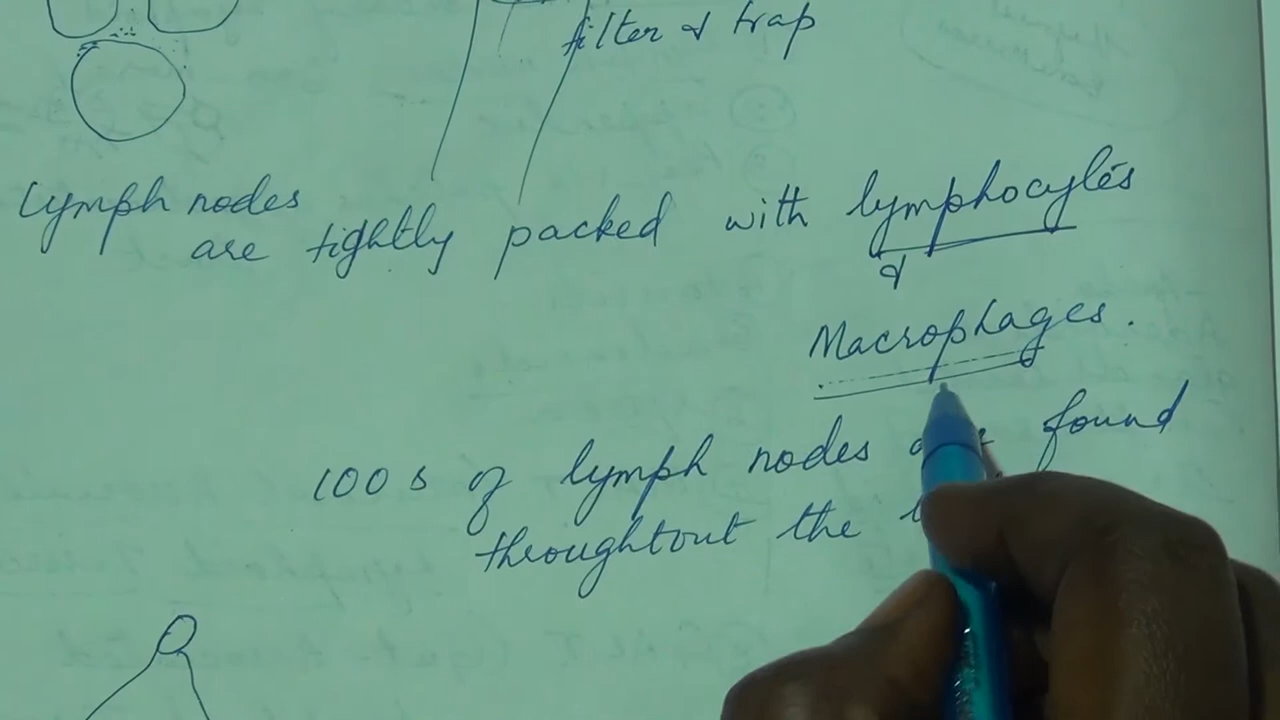 filter & trap
Lymph nodes
are tightly packed with lymphocytes
&
Macrophages.
100s of lymph nodes found
throughtout the